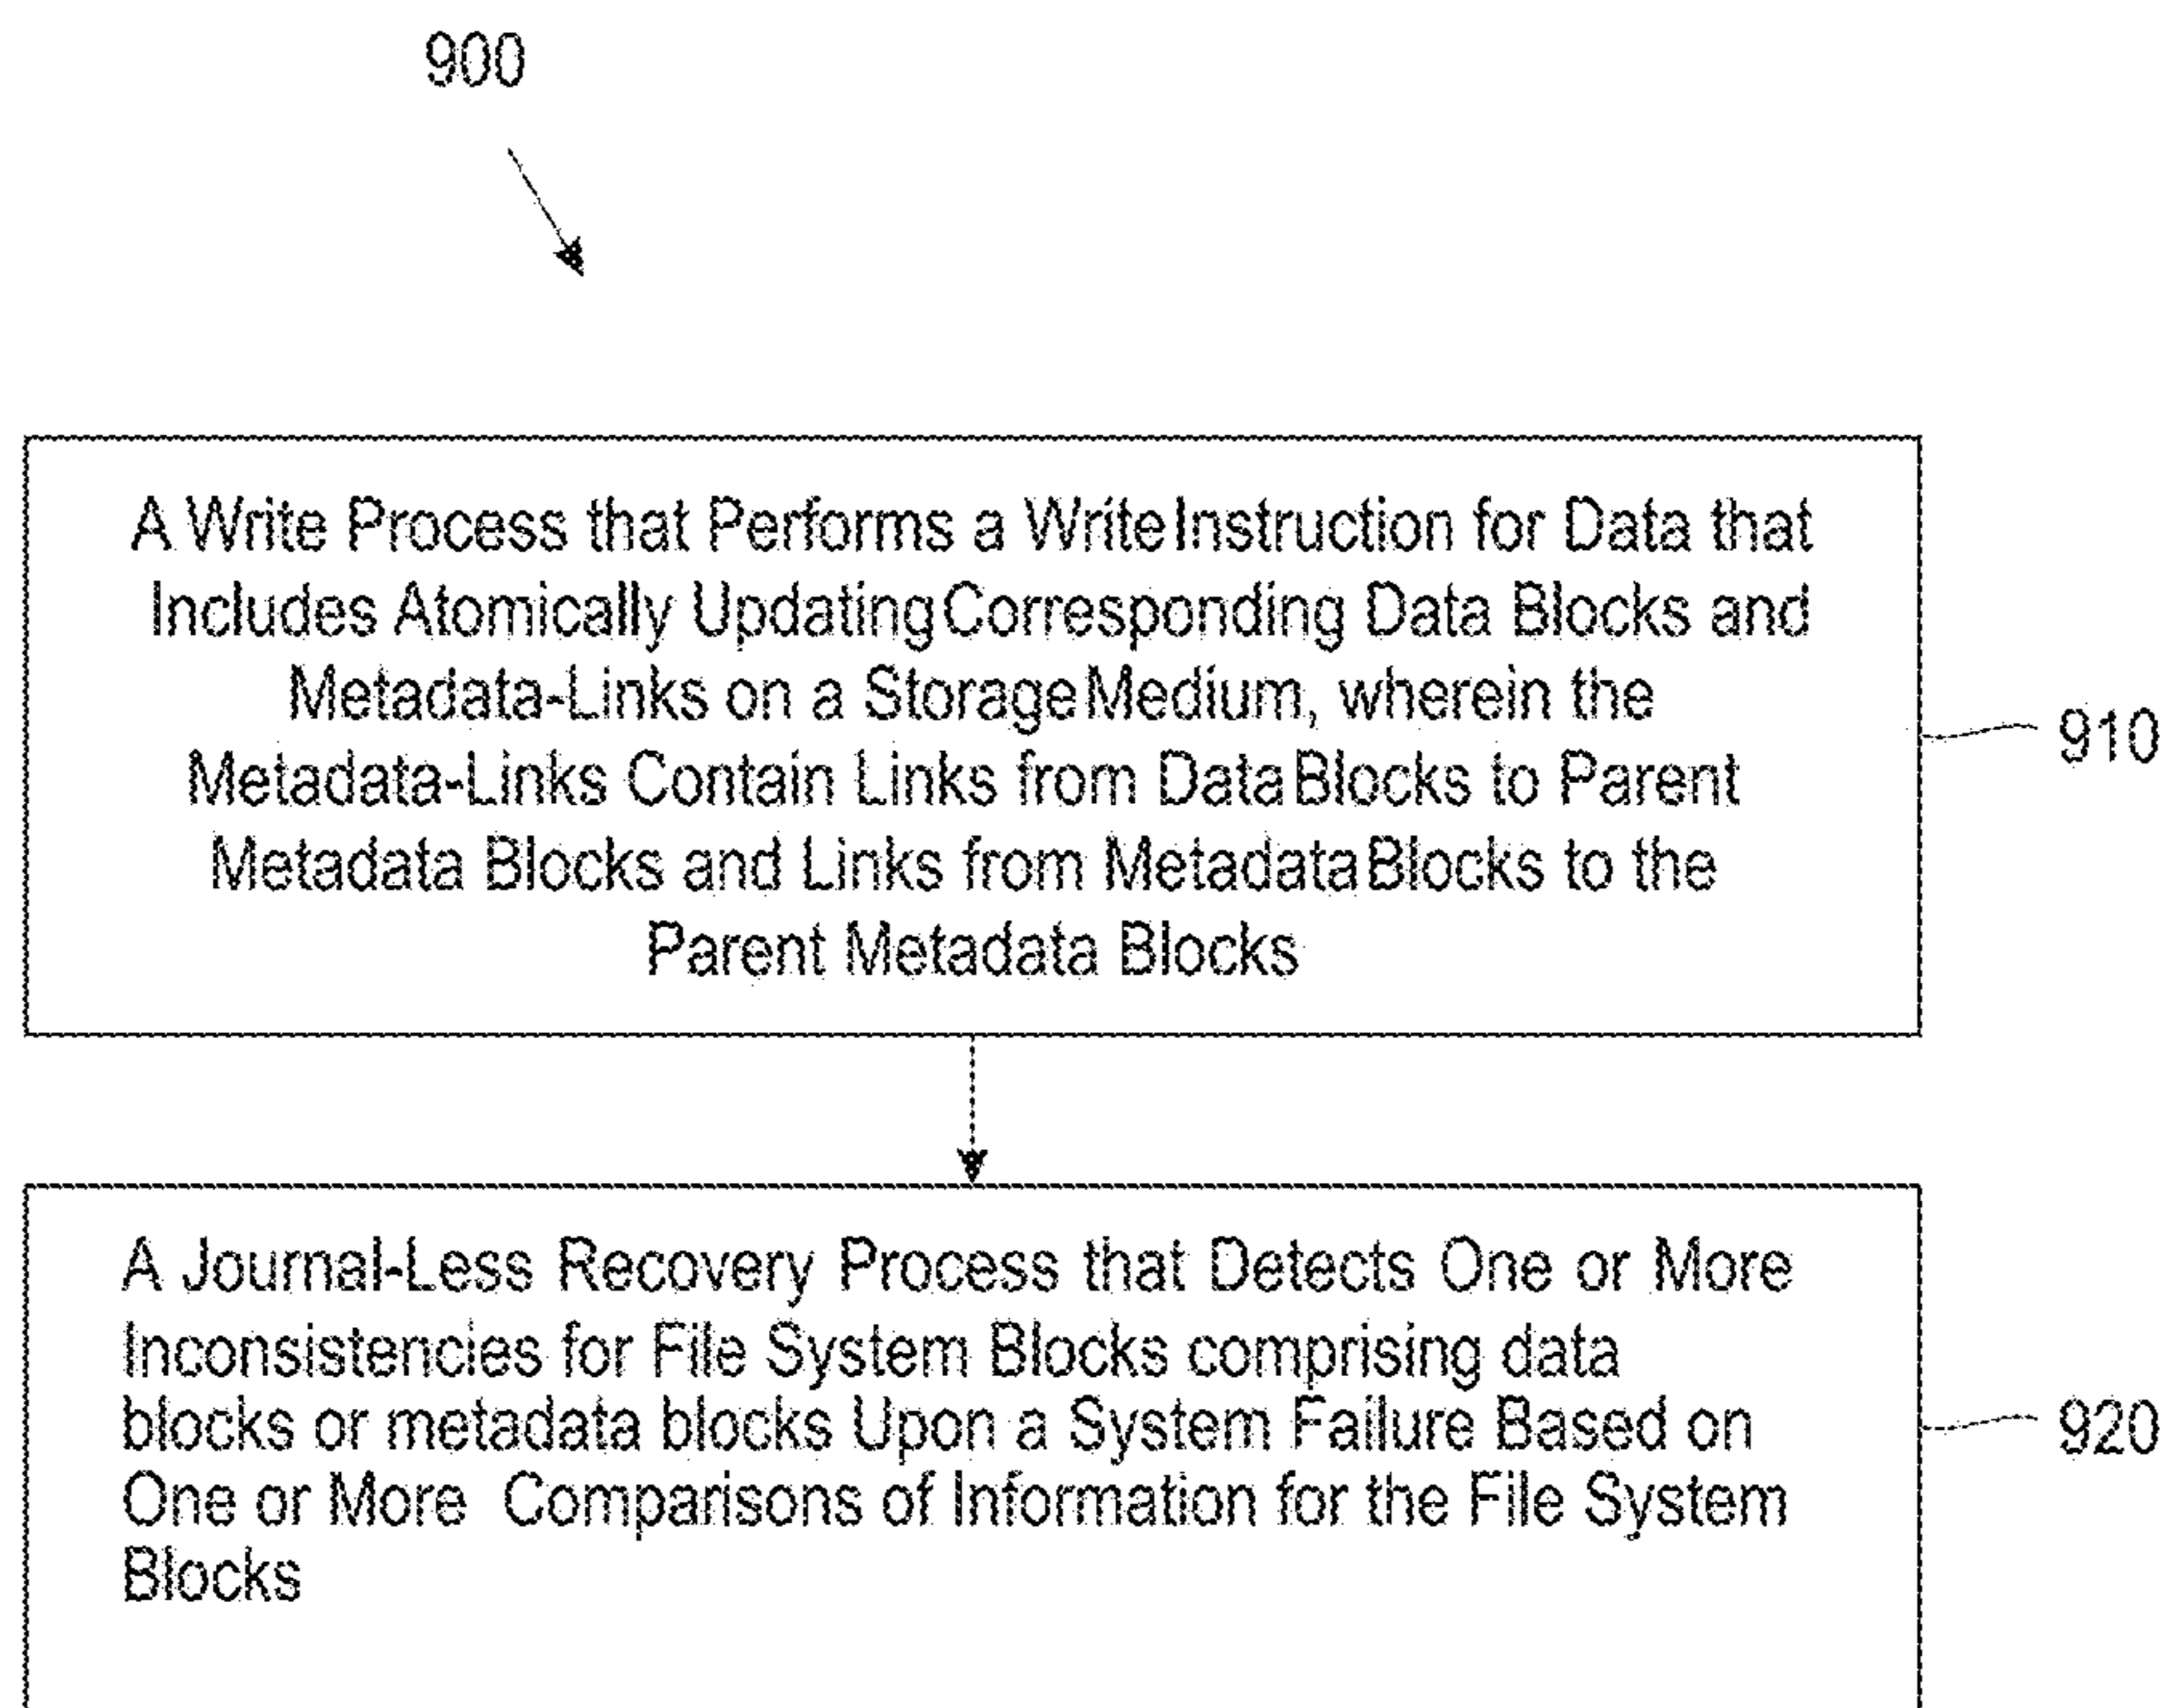 900
A Write Process that Performs a Write Instruction for Data that
Includes Atomically Updating Corresponding Data Blocks and
Metadata-Links on a Storage Medium, wherein the
Metadata-Links Contain Links from Data Blocks to Parent
Metadata Blocks and Links from Metadata Blocks to the
Parent Metadata Blocks
910
A Journal-Less Recovery Process that Detects One or More
Inconsistencies for File System Blocks comprising data
blocks or metadata blocks Upon a System Failure Based on
One or More Comparisons of Information for the File System
Blocks
920